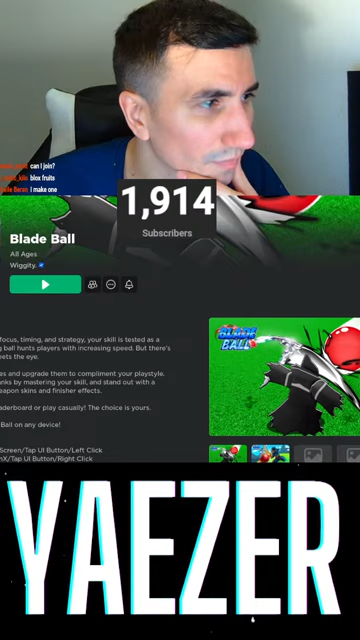 can I join?
blox fruits
I make one
1,914
Subscribers
Blade Ball
All Ages
Wiggity.
focus, timing, and strategy, your skill is tested as a
ball hunts players with increasing speed. But there's
eets the eye.
es and upgrade them to compliment your playstyle.
anks by mastering your skill, and stand out with a
eapon skins and finisher effects.
aderboard or play casually! The choice is yours.
Ball on any device!
Screen/Tap UI Button/Left Click
nX/Tap UI Button/Right Click
BLADE
BALL
YAEZER